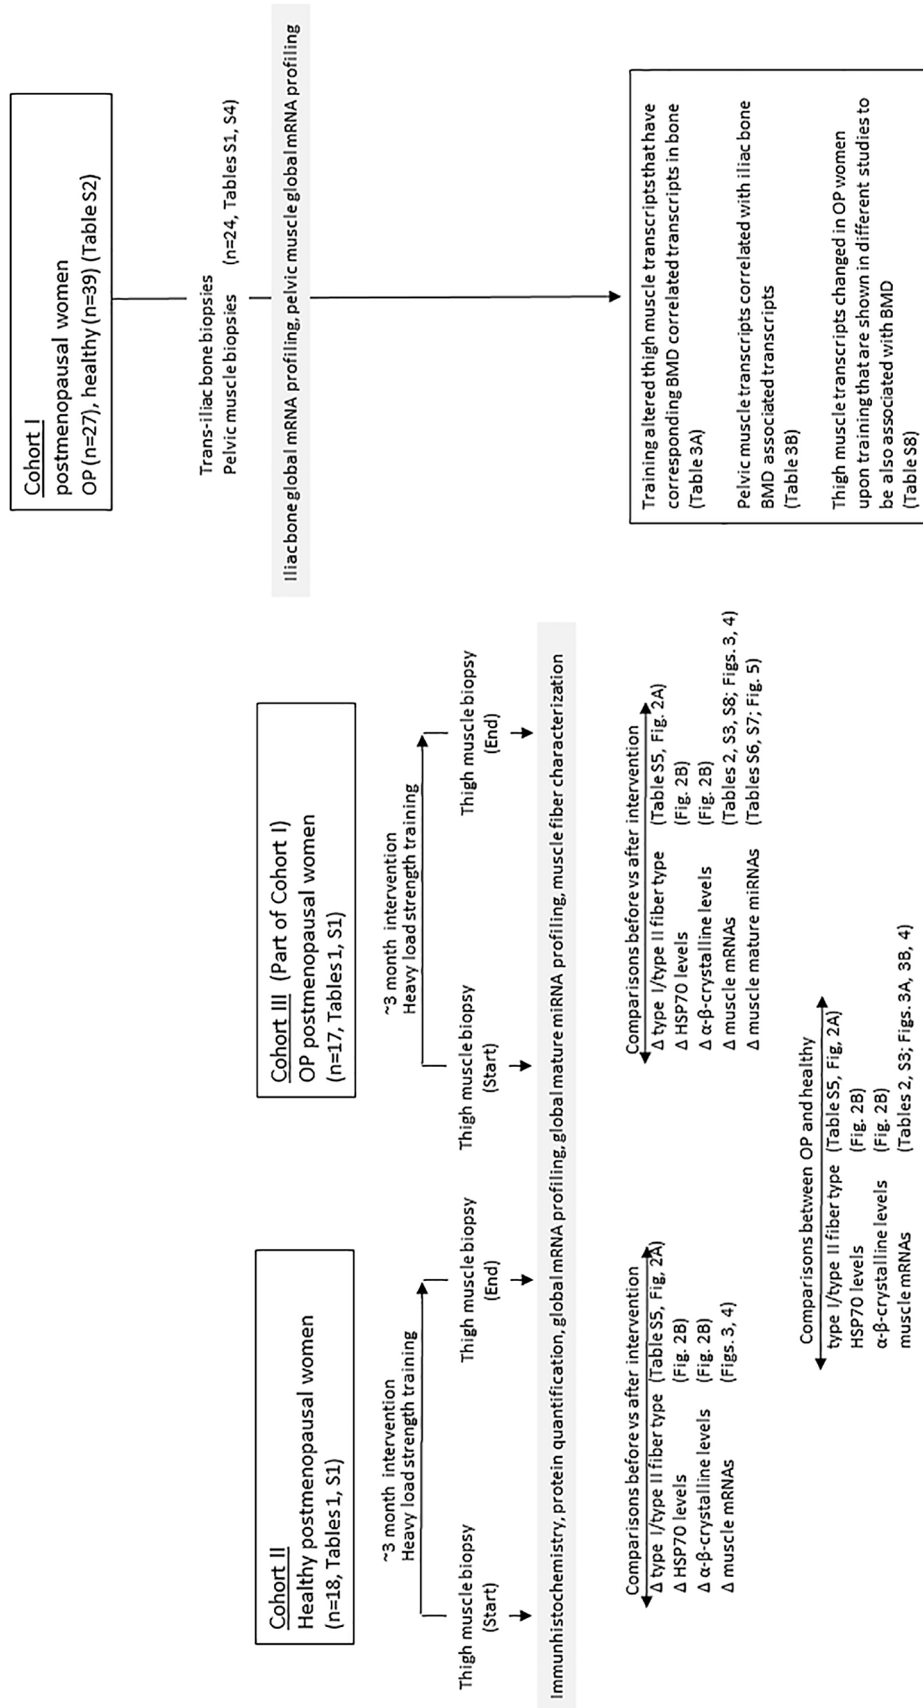 Cohort I
postmenopausal women
OP (n=27), healthy (n=39) (Table S2)
Trans-iliac bone biopsies
Pelvic muscle biopsies (n=24, Tables S1, S4)
Iliac bone global mRNA profiling, pelvic muscle global mRNA profiling
Training altered thigh muscle transcripts that have
corresponding BMD correlated transcripts in bone
(Table 3A)
Pelvic muscle transcripts correlated with iliac bone
BMD associated transcripts
(Table 3B)
Thigh muscle transcripts changed in OP women
upon training that are shown in different studies to
be also associated with BMD
(Table S8)
Cohort II
Healthy postmenopausal women
(n=18, Tables 1, S1)
~3 month intervention
Heavy load strength training
Thigh muscle biopsy
(Start)
Thigh muscle biopsy
(End)
Cohort III (Part of Cohort I)
OP postmenopausal women
(n=17, Tables 1, S1)
~3 month intervention
Heavy load strength training
Thigh muscle biopsy
(Start)
Thigh muscle biopsy
(End)
Immunhistochemistry, protein quantification, global mRNA profiling, global mature miRNA profiling, muscle fiber characterization
Comparisons before vs after intervention
Δ type I/type II fiber type (Table S5, Fig, 2A)
Δ HSP70 levels (Fig. 2B)
Δ α-β-crystalline levels (Fig. 2B)
Δ muscle mRNAs (Figs. 3, 4)
Comparisons before vs after intervention
Δ type I/type II fiber type (Table S5, Fig. 2A)
Δ HSP70 levels (Fig. 2B)
Δ α-β-crystalline levels (Fig. 2B)
Δ muscle mRNAs (Tables 2, S3, S8; Figs. 3, 4)
Δ muscle mature miRNAs (Tables S6, S7; Fig. 5)
Comparisons between OP and healthy
type I/type II fiber type (Table S5, Fig, 2A)
HSP70 levels (Fig. 2B)
α-β-crystalline levels (Fig. 2B)
muscle mRNAs (Tables 2, S3; Figs. 3A, 3B, 4)